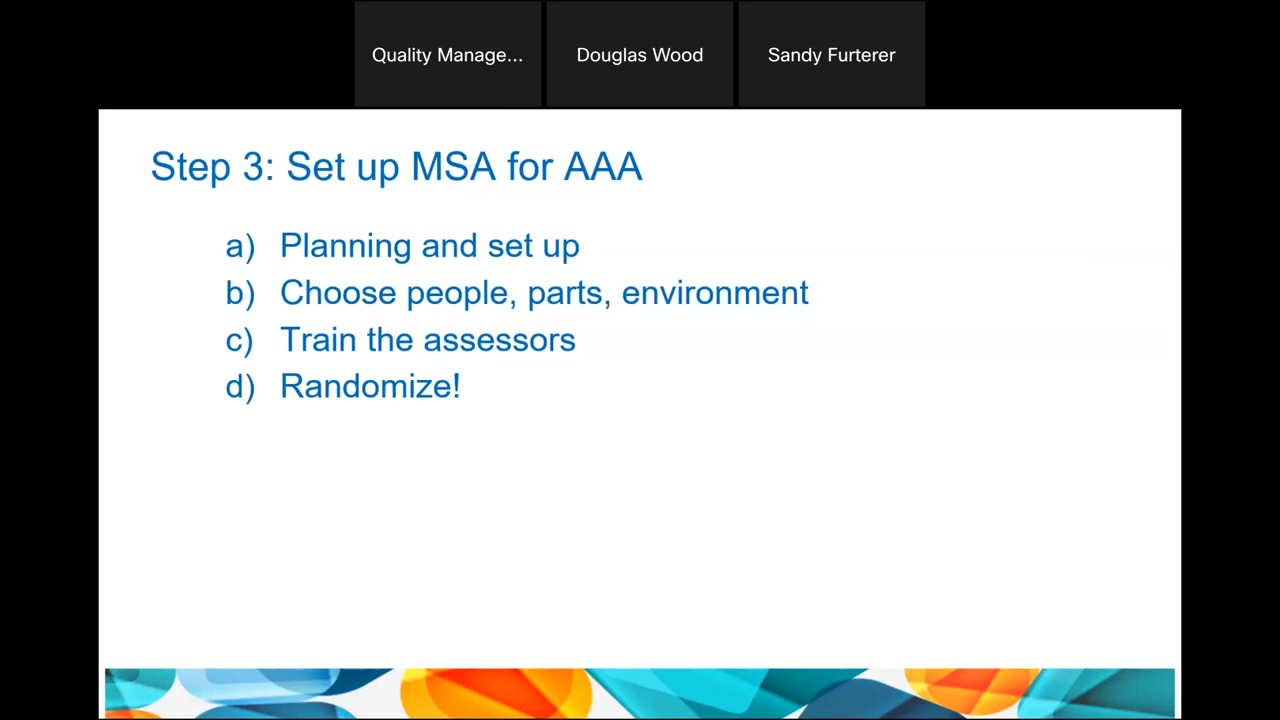 Quality Manage...
Douglas Wood
Sandy Furterer
Step 3: Set up MSA for AAA
a) Planning and set up
b) Choose people, parts, environment
c) Train the assessors
d) Randomize!